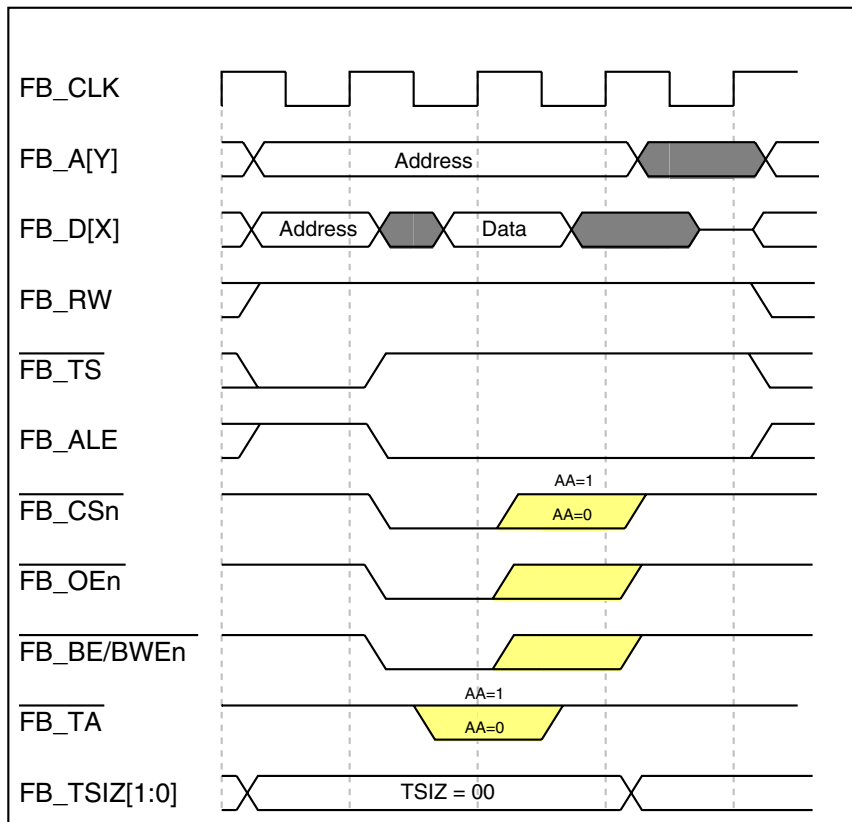 FB_CLK
FB_A[Y]
Address
FB_D[X]
Address
Data
FB_RW
FB_TS
FB_ALE
AA=1
FB_CSn
AA=0
FB_OEn
FB_BE/BWEn
AA=1
FB_TA
AA=0
FB_TSIZ[1:0]
TSIZ = 00